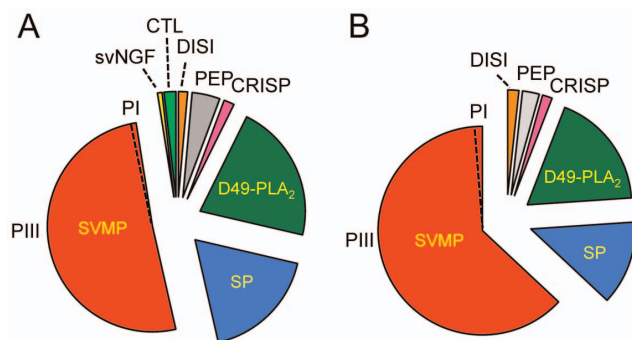 A
CTL
svNGF
DISI
PEP
CRISP
PI
D49-PLA₂
PIII
SVMP
SP
B
DISI
PEP
CRISP
PI
D49-PLA₂
PIII
SVMP
SP